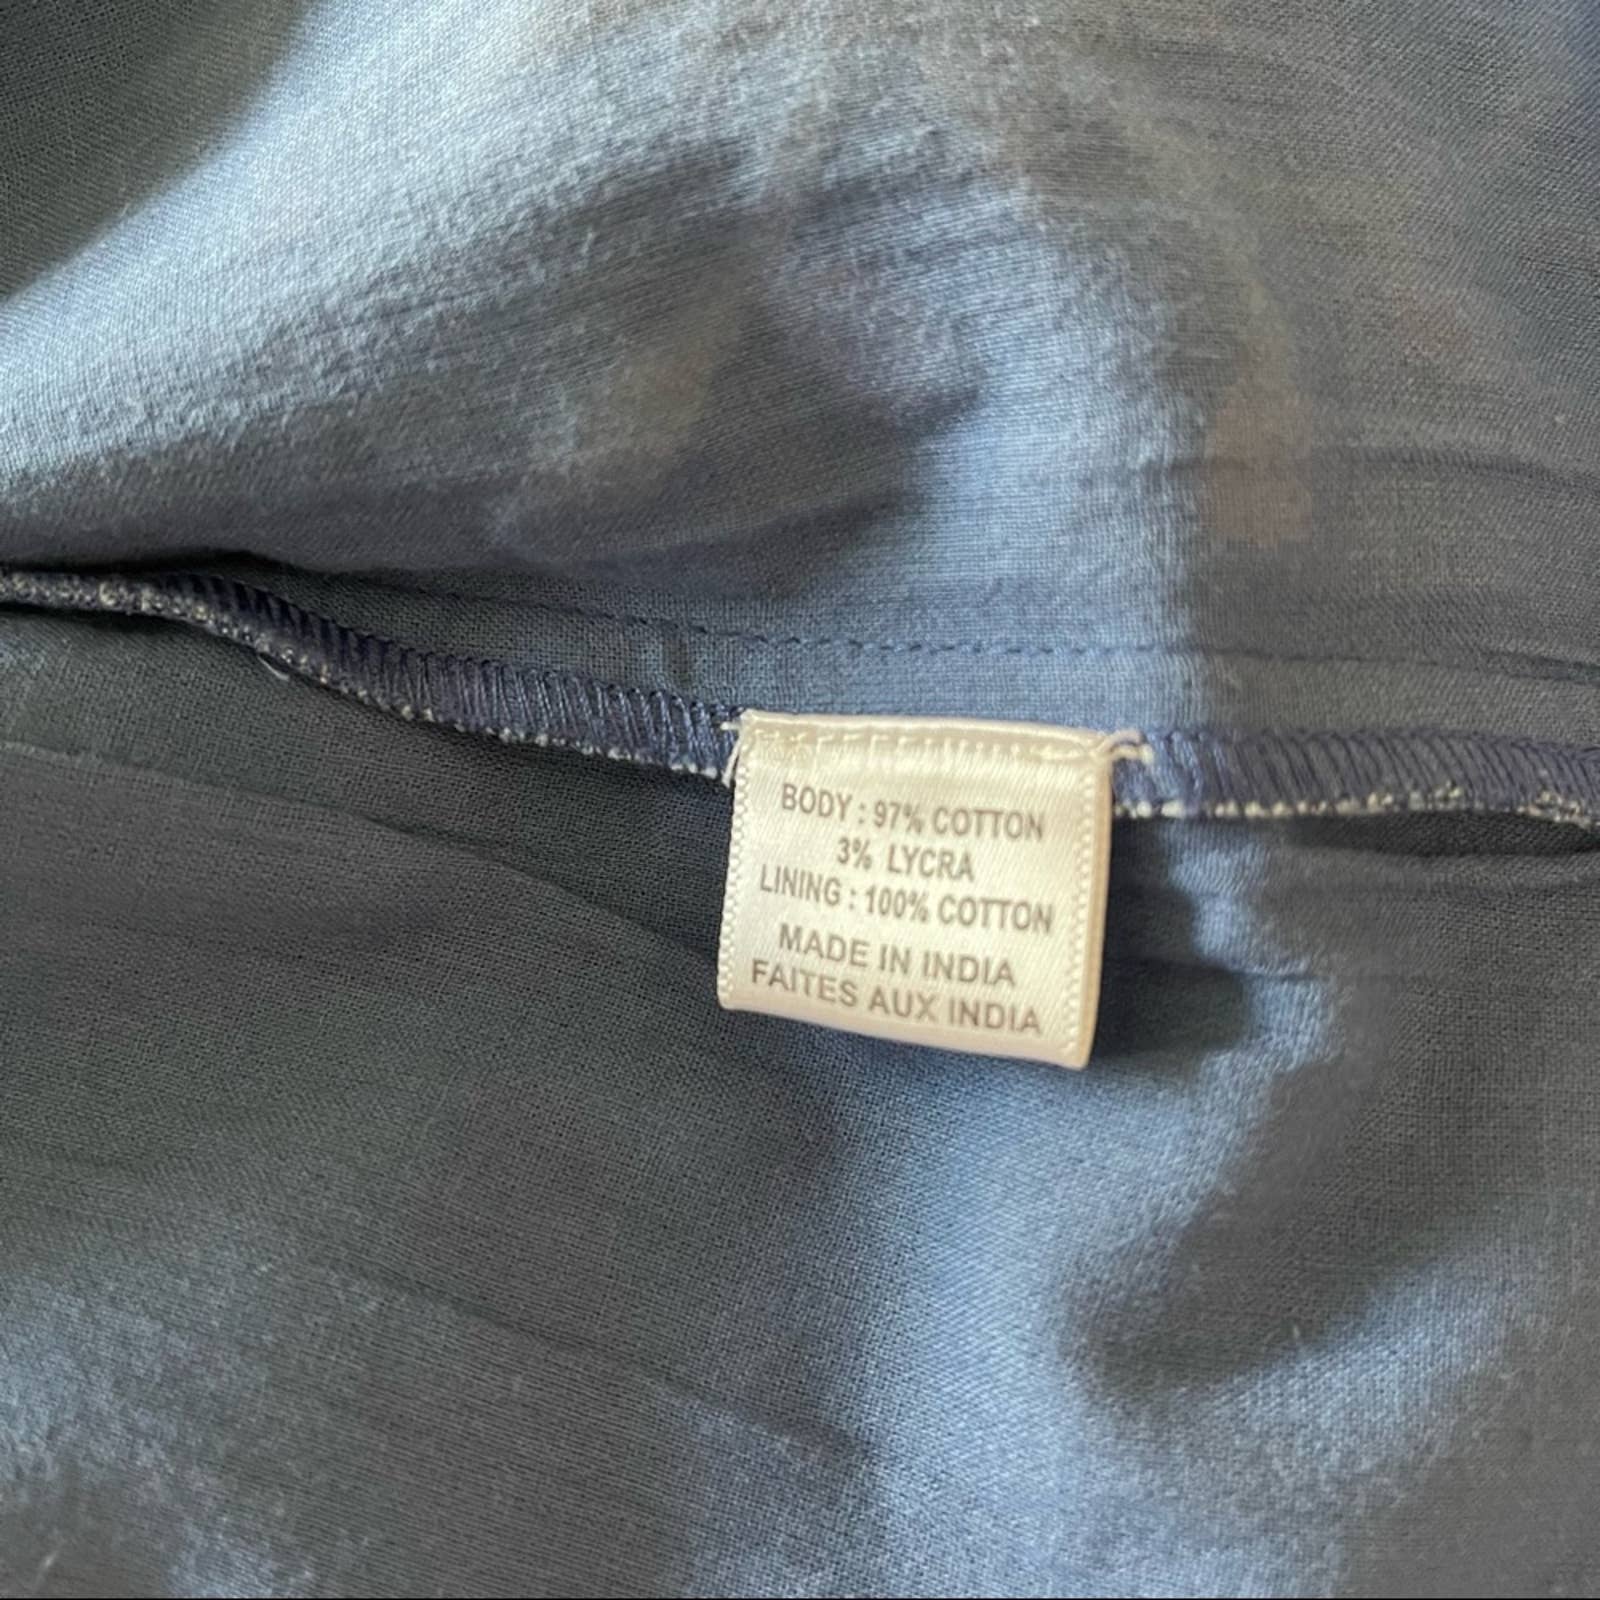 BODY : 97% COTTON
3% LYCRA
LINING : 100% COTTON
MADE IN INDIA
FAITES AUX INDIA